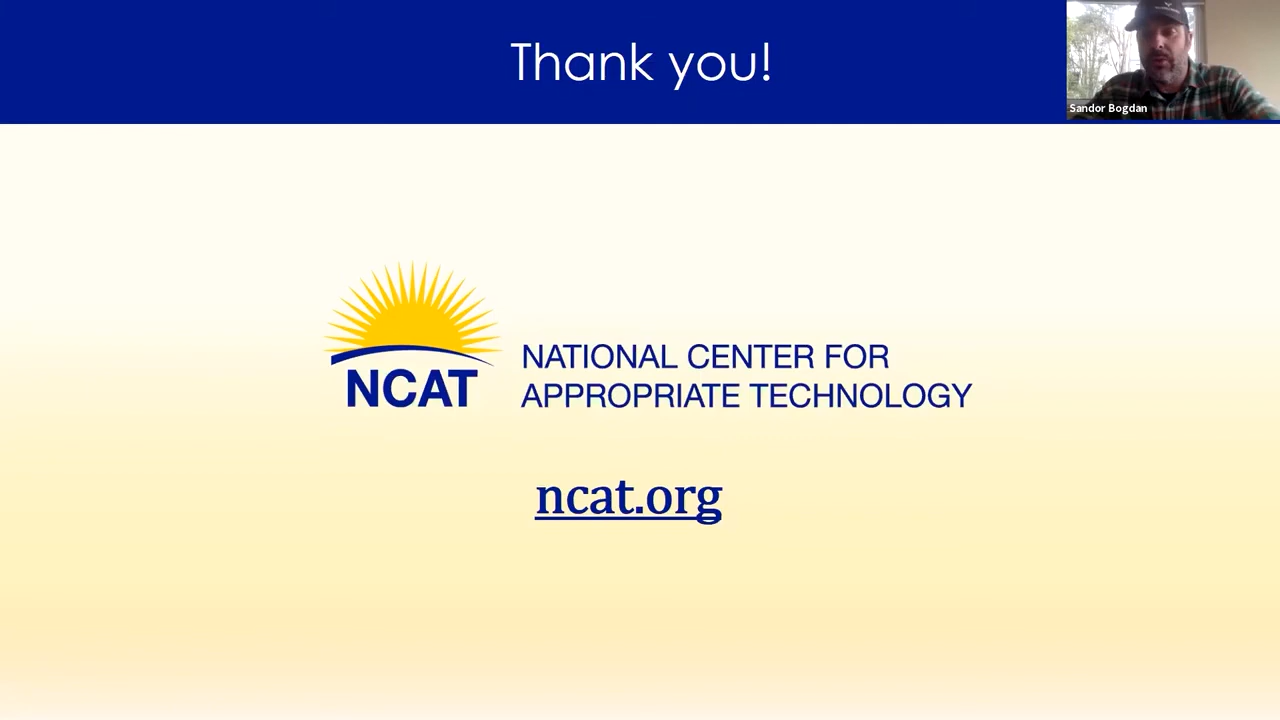 Thank you!
Sandor Bogdan
NCAT
NATIONAL CENTER FOR
APPROPRIATE TECHNOLOGY
ncat.org